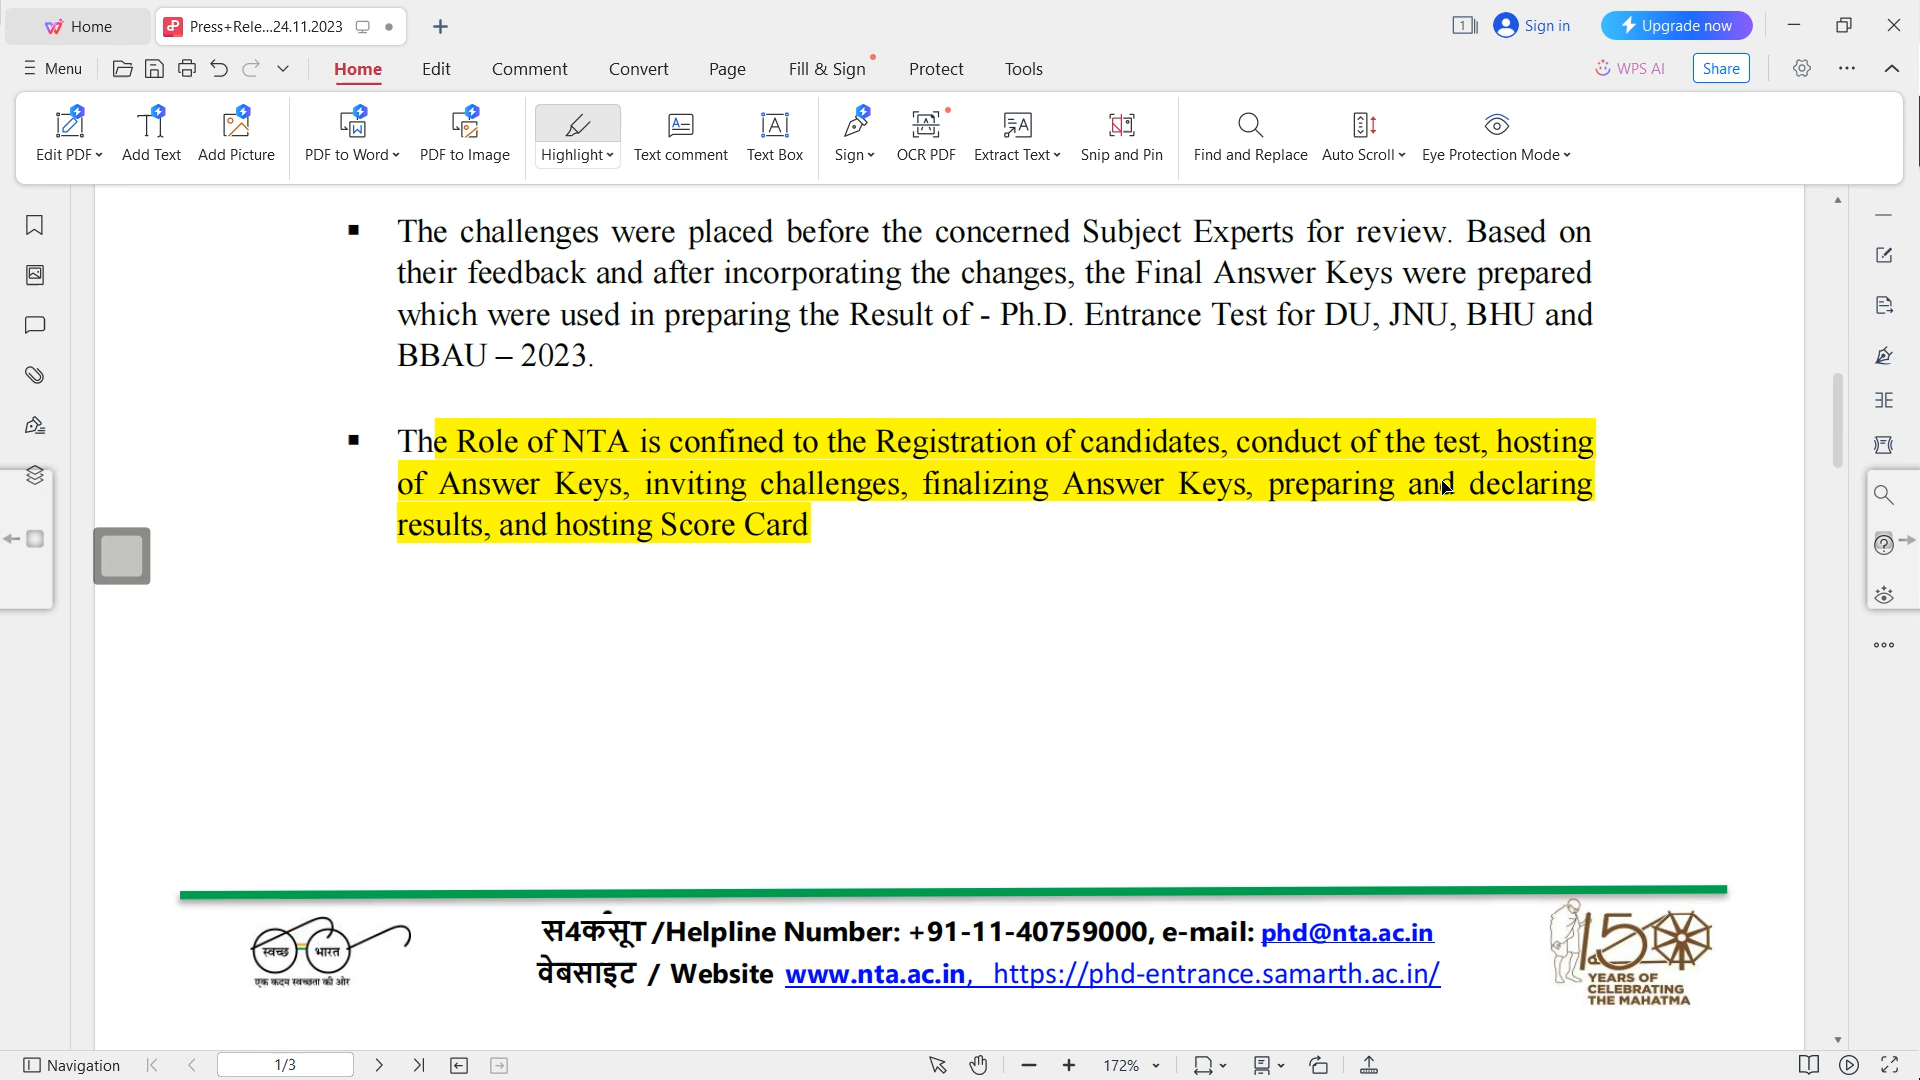 Home
Press+Rele...24.11.2023
1
Sign in
Upgrade now
Menu
Home
Edit
Comment
Convert
Page
Fill & Sign
Protect
Tools
WPS AI
Share
Edit PDF
Add Text
Add Picture
PDF to Word
PDF to Image
Highlight
Text comment
Text Box
Sign
OCR PDF
Extract Text
Snip and Pin
Find and Replace
Auto Scroll
Eye Protection Mode
▪ The challenges were placed before the concerned Subject Experts for review. Based on
their feedback and after incorporating the changes, the Final Answer Keys were prepared
which were used in preparing the Result of - Ph.D. Entrance Test for DU, JNU, BHU and
BBAU – 2023.
▪ The Role of NTA is confined to the Registration of candidates, conduct of the test, hosting
of Answer Keys, inviting challenges, finalizing Answer Keys, preparing and declaring
results, and hosting Score Card
स्वच्छ भारत
एक कदम स्वच्छता की ओर
स4कंसूT /Helpline Number: +91-11-40759000, e-mail: phd@nta.ac.in
वेबसाइट / Website www.nta.ac.in, https://phd-entrance.samarth.ac.in/
150
YEARS OF
CELEBRATING
THE MAHATMA
Navigation
1/3
172%